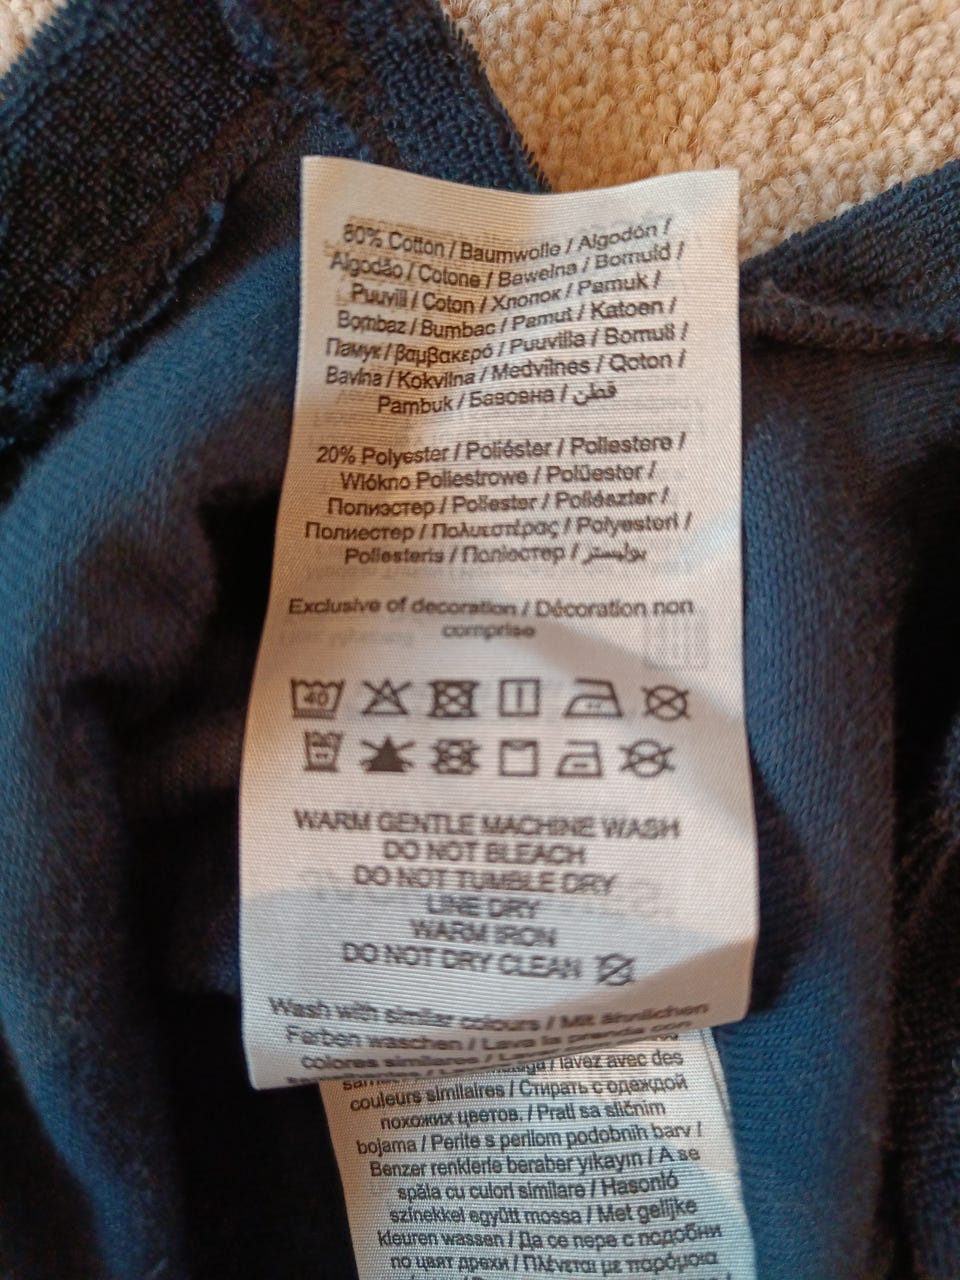 80% Cotton / Baumwolle / Algodón /
Algodão / Cotone / Bawełna / Bomuld /
Puuvill / Coton / Хлопок / Pamuk /
Bombaz / Bumbac / Pamut / Katoen /
Памук / βαμβακερό / Puuvilla / Bomull /
Bavlna / Kokvilna / Medvilnės / Qoton /
Pambuk / Бавовна / قطن
20% Polyester / Poliéster / Poliestere /
Włókno Poliestrowe / Polüester /
Полиэстер / Poliester / Poliészter /
Полиестер / Πολυεστέρας / Polyesteri /
Poliesteris / Поліестер / بوليستر
Exclusive of decoration / Décoration non
comprise
40
WARM GENTLE MACHINE WASH
DO NOT BLEACH
DO NOT TUMBLE DRY
LINE DRY
WARM IRON
DO NOT DRY CLEAN
Wash with similar colours / Mit ähnlichen
Farben waschen / Lava la prenda con
colores similares /
lavez avec des
couleurs similaires / Стирать с одеждой
похожих цветов. / Prati sa sličnim
bojama / Perite s perilom podobnih barv /
Benzer renklerle beraber yıkayın / A se
spăla cu culori similare / Hasonló
színekkel együtt mossa / Met gelijke
kleuren wassen / Да се пере с подобни
по цвят дрехи / Πλένεται με παρόμοια